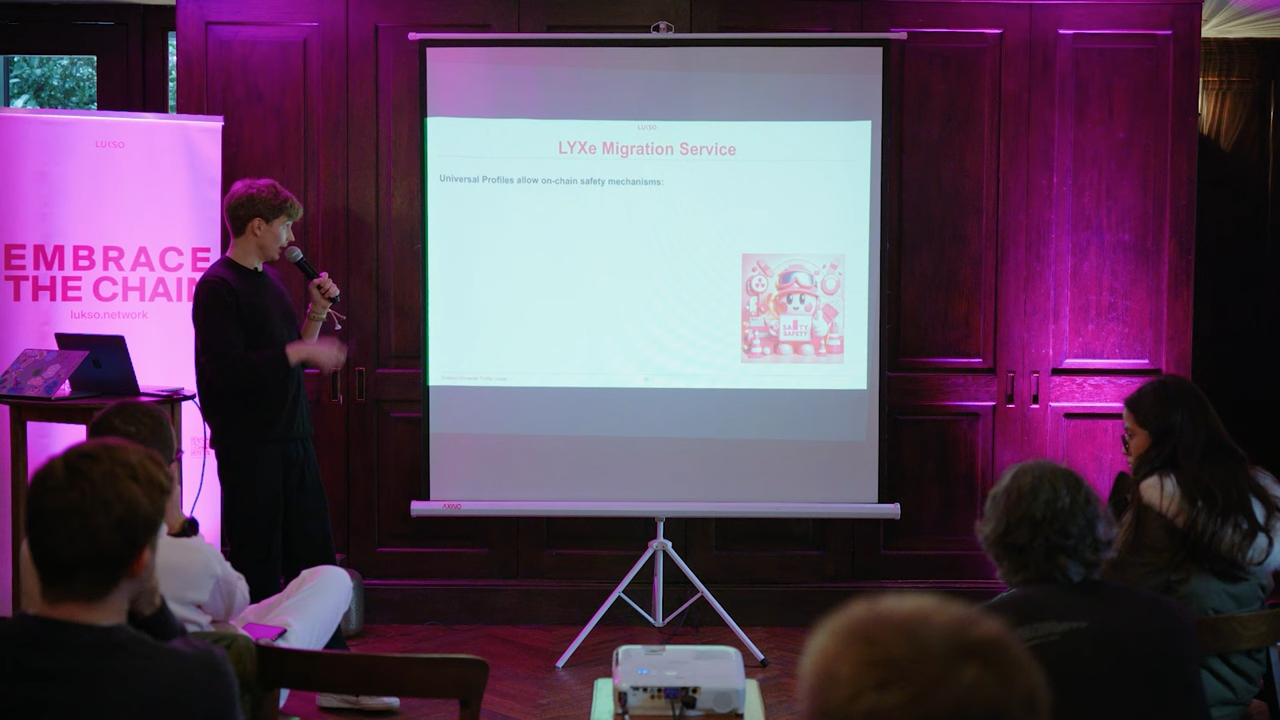 LUKSO
EMBRACE
THE CHAIN
lukso.network
LUKSO
LYXe Migration Service
Universal Profiles allow on-chain safety mechanisms:
SAFETY